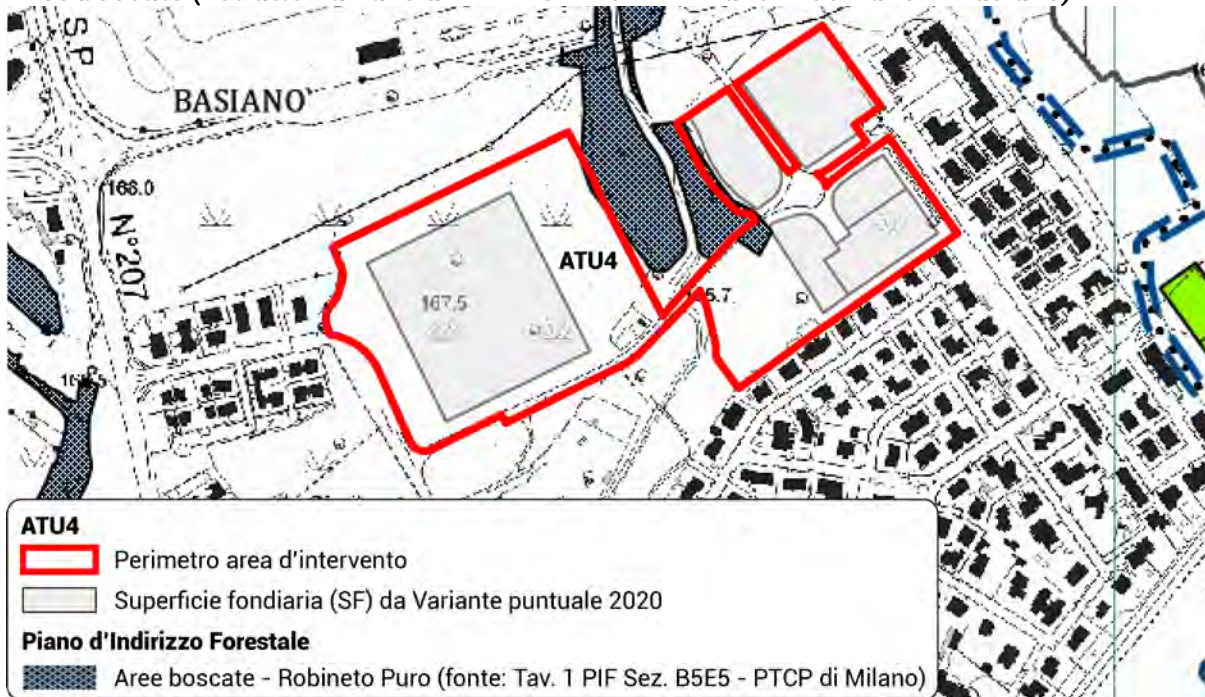 SP
BASIANO
168.0
N°207
ATU4
167.5
ATU4
Perimetro area d'intervento
Superficie fondiaria (SF) da Variante puntuale 2020
Piano d'Indirizzo Forestale
Aree boscate - Robineto Puro (fonte: Tav. 1 PIF Sez. B5E5 - PTCP di Milano)